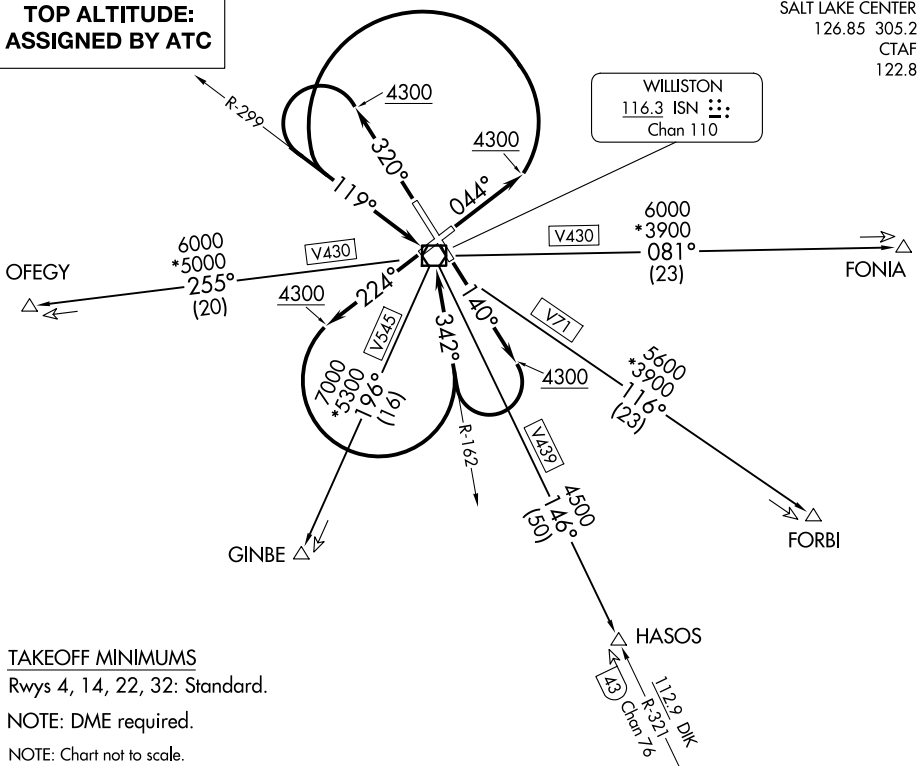 TOP ALTITUDE:
ASSIGNED BY ATC
SALT LAKE CENTER
126.85 305.2
CTAF
122.8
WILLISTON
116.3 ISN
Chan 110
R-299
4300
320°
119°
4300
044°
6000
*5000
255°
(20)
V430
OFEGY
V430
6000
*3900
081°
(23)
FONIA
4300
224°
V545
7000
*5300
196°
(16)
GINBE
342°
R-162
140°
4300
V71
5600
*3900
116°
(23)
FORBI
V439
4500
146°
(50)
HASOS
43
Chan 76
R-321
112.9 DIK
TAKEOFF MINIMUMS
Rwys 4, 14, 22, 32: Standard.
NOTE: DME required.
NOTE: Chart not to scale.